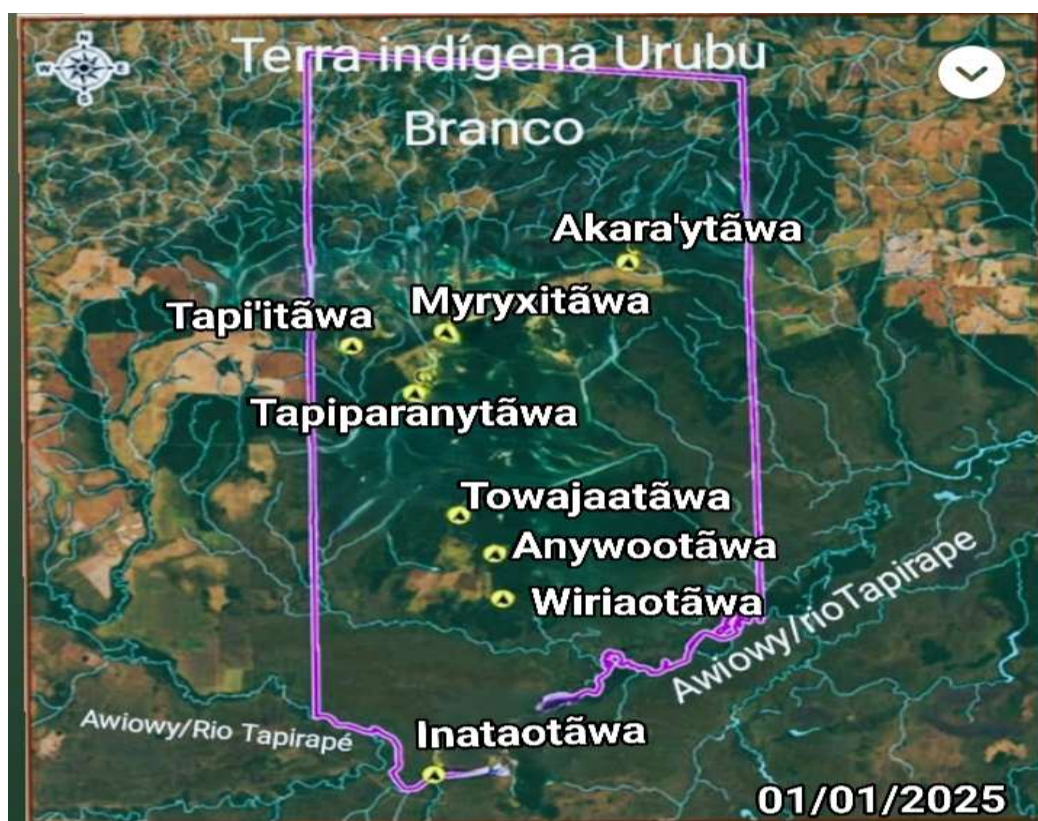 Terra indígena Urubu
Branco
Akara'ytãwa
Myryxitãwa
Tapi'itãwa
Tapiparanytãwa
Towajaatãwa
Anywootãwa
Wiriaotãwa
Awiowy/rioTapirape
Awiowy/Rio Tapirapé
Inataotãwa
01/01/2025